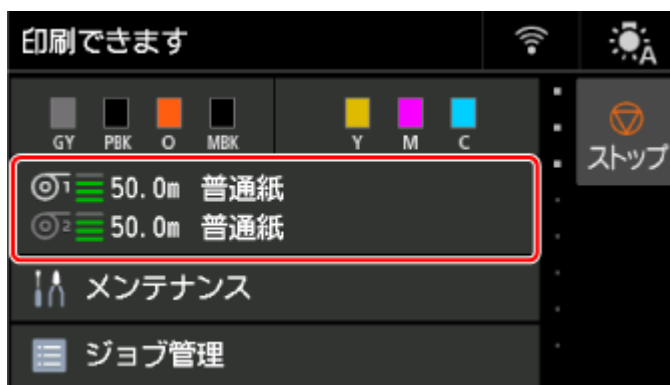 印刷できます
A
GY PBK O MBK Y M C
ストップ
1 50.0m 普通紙
2 50.0m 普通紙
メンテナンス
ジョブ管理